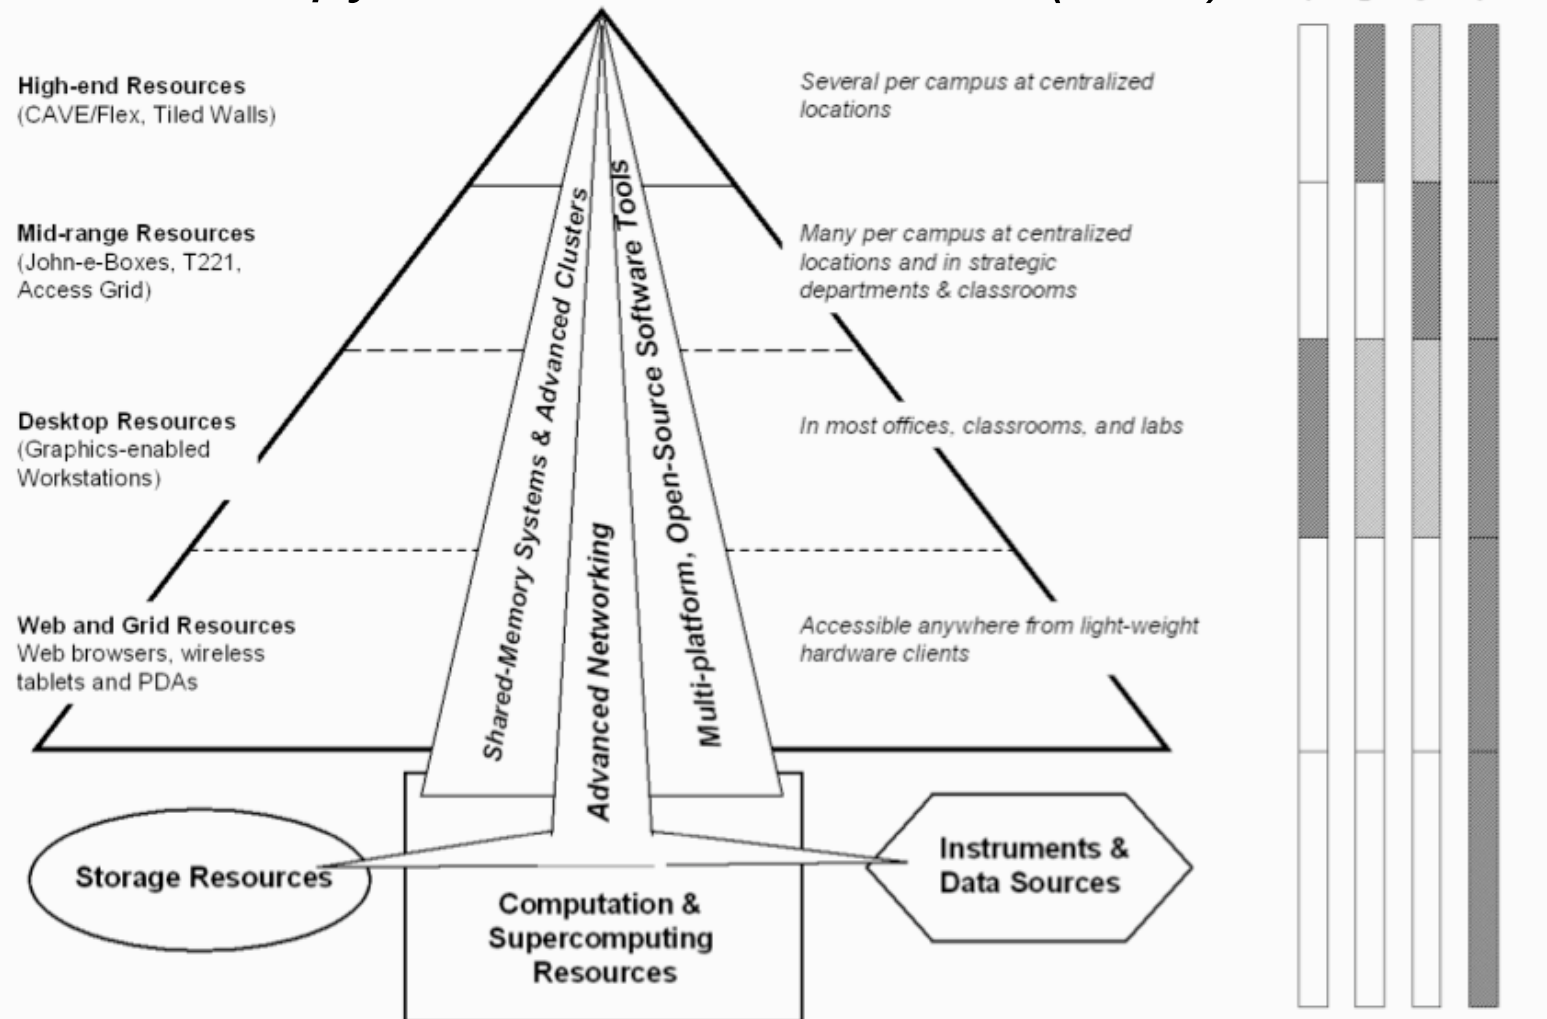 High-end Resources
(CAVE/Flex, Tiled Walls)
Several per campus at centralized
locations
Mid-range Resources
(John-e-Boxes, T221,
Access Grid)
Many per campus at centralized
locations and in strategic
departments & classrooms
Desktop Resources
(Graphics-enabled
Workstations)
In most offices, classrooms, and labs
Web and Grid Resources
Web browsers, wireless
tablets and PDAs
Accessible anywhere from light-weight
hardware clients
Shared-Memory Systems & Advanced Clusters
Advanced Networking
Multi-platform, Open-Source Software Tools
Storage Resources
Computation &
Supercomputing
Resources
Instruments &
Data Sources